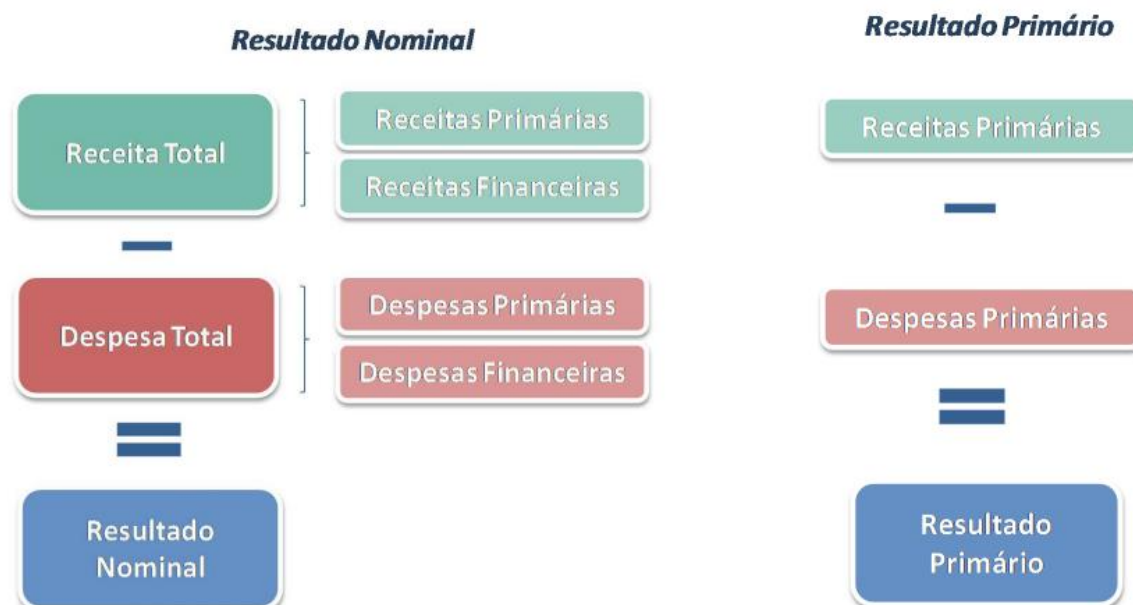 Resultado Nominal
Receita Total
Receitas Primárias
Receitas Financeiras
Despesa Total
Despesas Primárias
Despesas Financeiras
Resultado
Nominal
Resultado Primário
Receitas Primárias
Despesas Primárias
Resultado
Primário